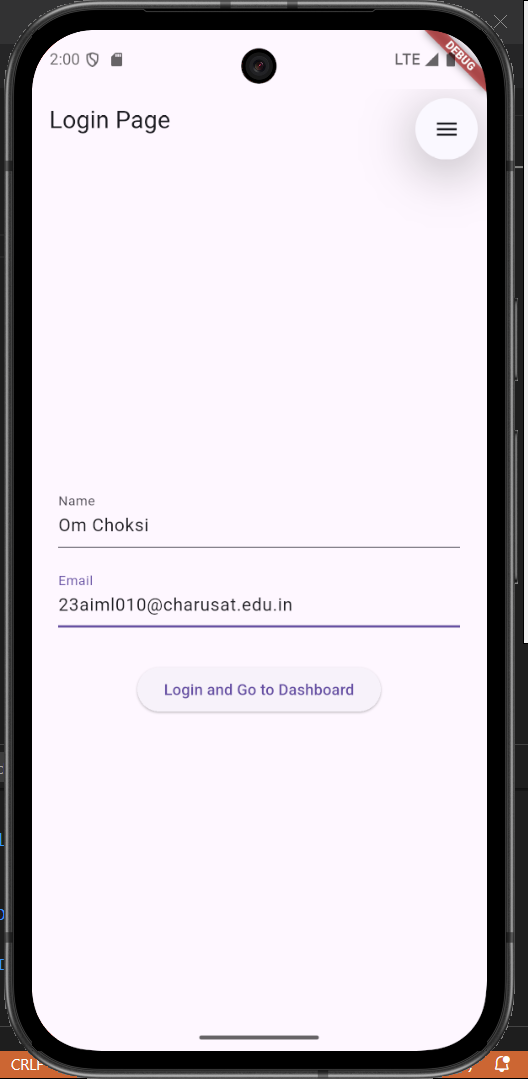 2:00
LTE
DEBUG
Login Page
Name
Om Choksi
Email
23aiml010@charusat.edu.in
Login and Go to Dashboard
CRLF